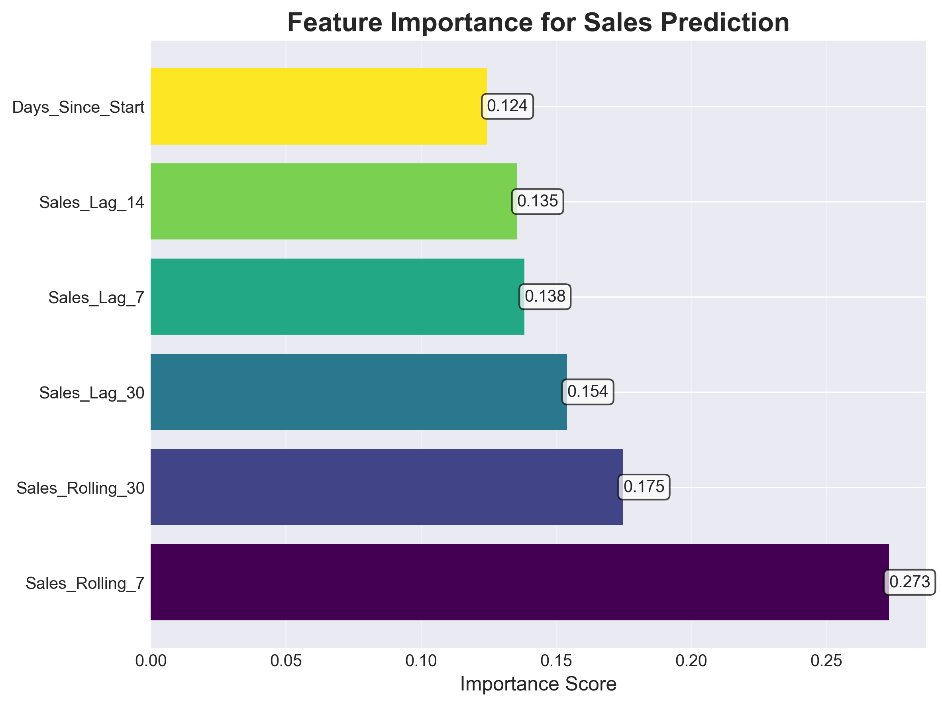 Feature Importance for Sales Prediction
Days_Since_Start
0.124
Sales_Lag_14
0.135
Sales_Lag_7
0.138
Sales_Lag_30
0.154
Sales_Rolling_30
0.175
Sales_Rolling_7
0.273
0.00 0.05 0.10 0.15 0.20 0.25
Importance Score